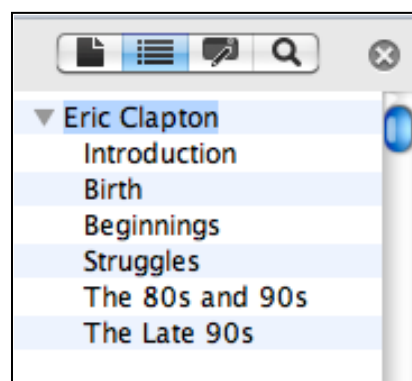 Eric Clapton
Introduction
Birth
Beginnings
Struggles
The 80s and 90s
The Late 90s